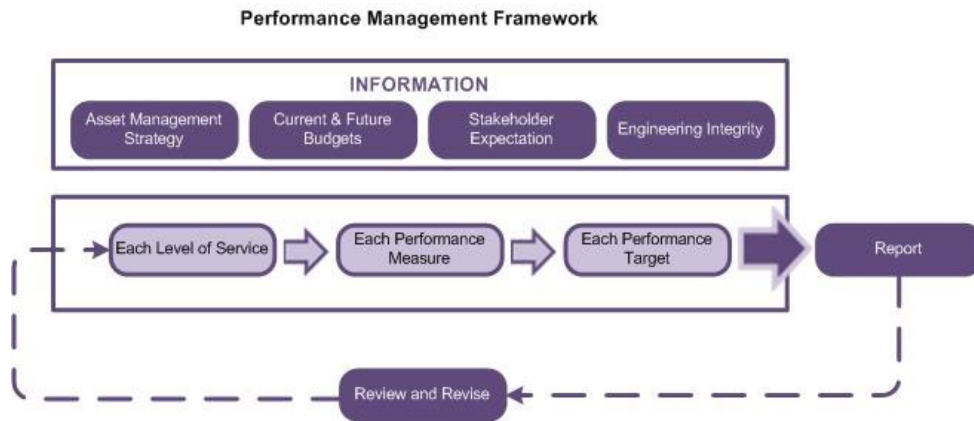 Performance Management Framework
INFORMATION
Asset Management
Strategy
Current & Future
Budgets
Stakeholder
Expectation
Engineering Integrity
Each Level of Service
Each Performance
Measure
Each Performance
Target
Report
Review and Revise